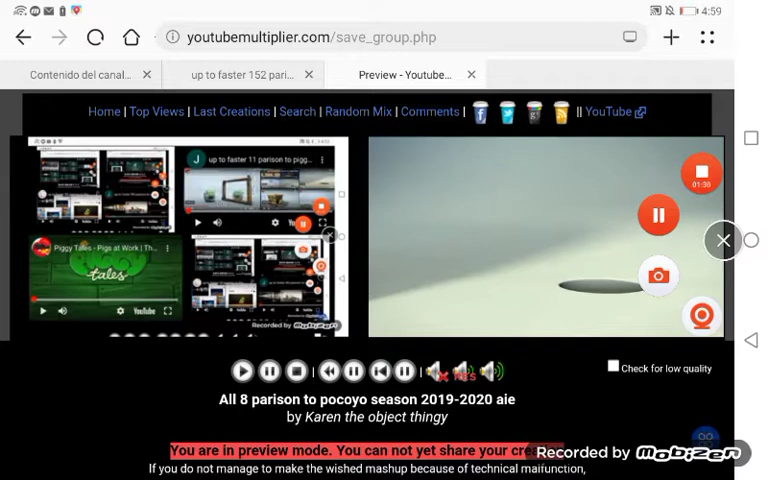 4:59
youtubemultiplier.com/save_group.php
Contenido del canal...
up to faster 152 pari...
Preview - Youtube...
Home | Top Views | Last Creations | Search | Random Mix | Comments | || YouTube
J up to faster 11 parison to pigg...
01:30
Piggy Tales - Pigs at Work | Th...
PIGGY
tales
YouTube
Recorded by Mobizen
Check for low quality
All 8 parison to pocoyo season 2019-2020 aie
by Karen the object thingy
You are in preview mode. You can not yet share your
Recorded by Mobizen
If you do not manage to make the wished mashup because of technical malfunction,